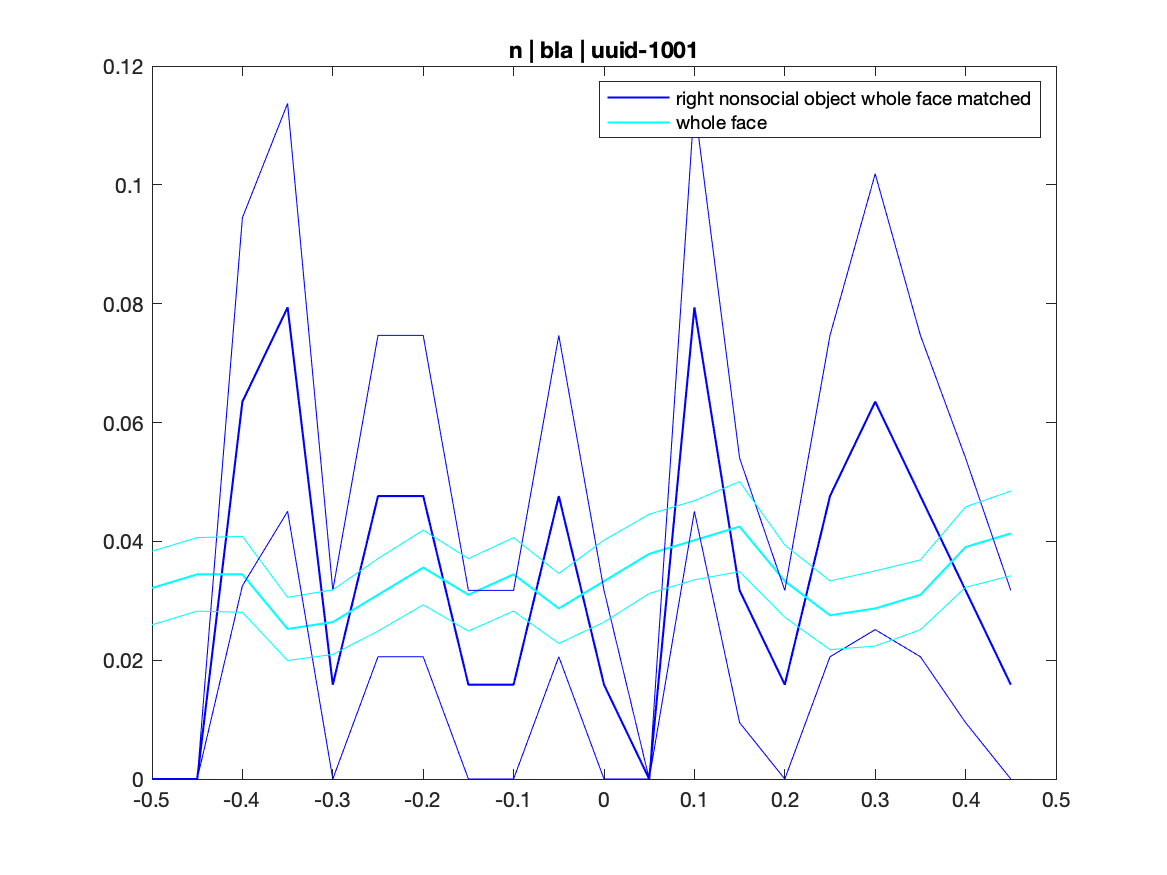 n | bla | uuid-1001
right nonsocial object whole face matched
whole face
0.12
0.1
0.08
0.06
0.04
0.02
0
-0.5 -0.4 -0.3 -0.2 -0.1 0 0.1 0.2 0.3 0.4 0.5